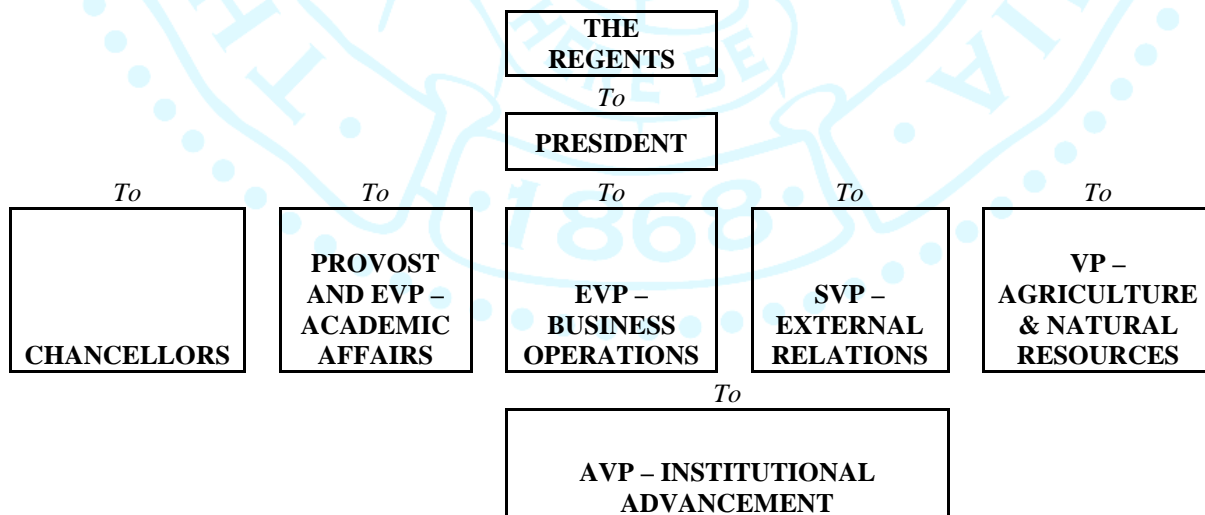 THE
REGENTS
To
PRESIDENT
To To To To To
CHANCELLORS
PROVOST
AND EVP –
ACADEMIC
AFFAIRS
EVP –
BUSINESS
OPERATIONS
SVP –
EXTERNAL
RELATIONS
VP –
AGRICULTURE
& NATURAL
RESOURCES
To
AVP – INSTITUTIONAL
ADVANCEMENT
1868